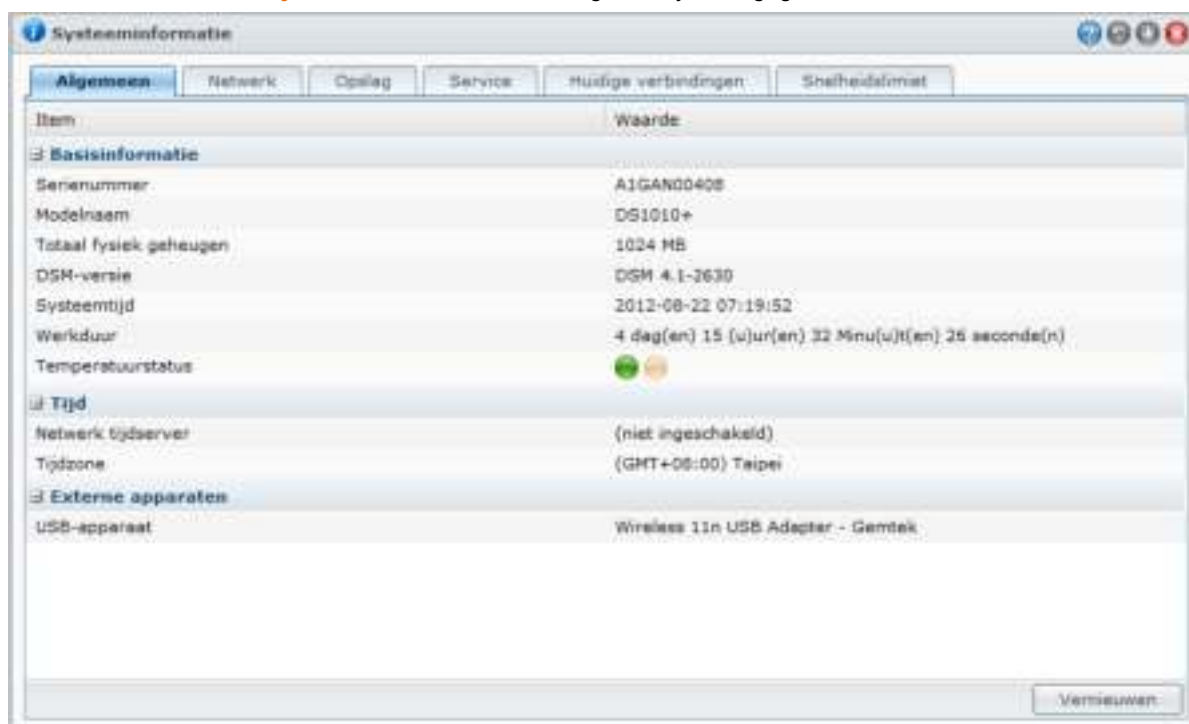 Systeeminformatie
Algemeen Netwerk Opslag Service Huidige verbindingen Snelheidslimiet
Item Waarde
Basisinformatie
Serienummer A1GAN00408
Modelnaam DS1010+
Totaal fysiek geheugen 1024 MB
DSM-versie DSM 4.1-2630
Systeemtijd 2012-08-22 07:19:52
Werkduur 4 dag(en) 15 (u)ur(en) 32 Minu(u)t(en) 26 seconde(n)
Temperatuurstatus
Tijd
Netwerk tijdserver (niet ingeschakeld)
Tijdzone (GMT+08:00) Taipei
Externe apparaten
USB-apparaat Wireless 11n USB Adapter - Gemtek
Vernieuwen